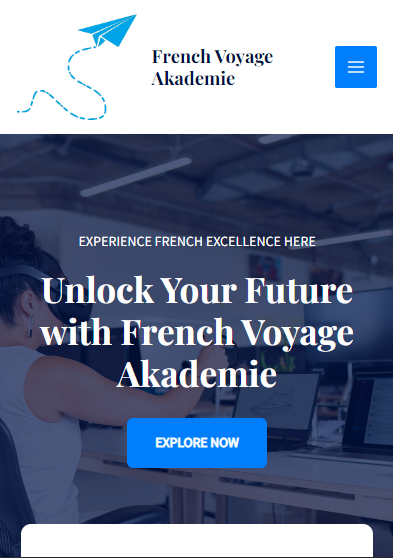 French Voyage
Akademie
EXPERIENCE FRENCH EXCELLENCE HERE
Unlock Your Future
with French Voyage
Akademie
EXPLORE NOW